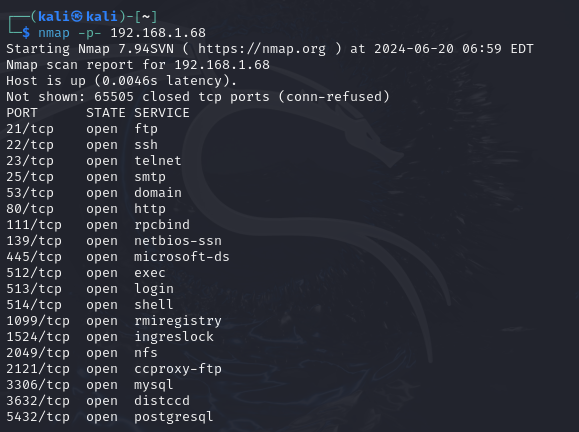 ┌──(kali㉿kali)-[~]
└─$ nmap -p- 192.168.1.68
Starting Nmap 7.94SVN ( https://nmap.org ) at 2024-06-20 06:59 EDT
Nmap scan report for 192.168.1.68
Host is up (0.0046s latency).
Not shown: 65505 closed tcp ports (conn-refused)
PORT      STATE SERVICE
21/tcp    open  ftp
22/tcp    open  ssh
23/tcp    open  telnet
25/tcp    open  smtp
53/tcp    open  domain
80/tcp    open  http
111/tcp   open  rpcbind
139/tcp   open  netbios-ssn
445/tcp   open  microsoft-ds
512/tcp   open  exec
513/tcp   open  login
514/tcp   open  shell
1099/tcp  open  rmiregistry
1524/tcp  open  ingreslock
2049/tcp  open  nfs
2121/tcp  open  ccproxy-ftp
3306/tcp  open  mysql
3632/tcp  open  distccd
5432/tcp  open  postgresql